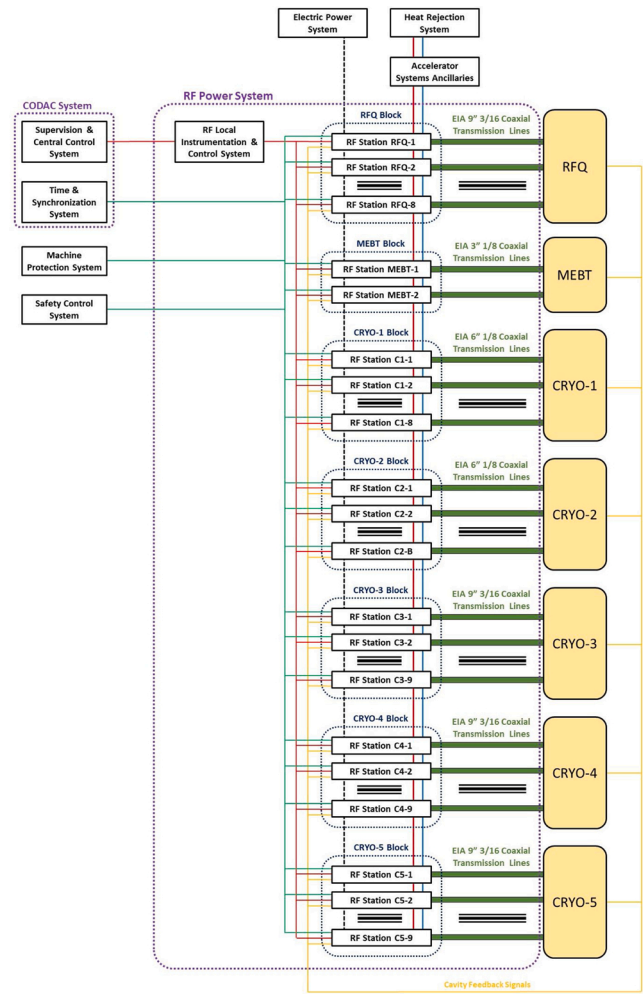 Electric Power
System
Heat Rejection
System
Accelerator
Systems Ancillaries
CODAC System
RF Power System
Supervision &
Central Control
System
RF Local
Instrumentation &
Control System
Time &
Synchronization
System
Machine
Protection System
Safety Control
System
RFQ Block
EIA 9" 3/16 Coaxial
Transmission Lines
RF Station RFQ-1
RF Station RFQ-2
RF Station RFQ-8
RFQ
MEBT Block
EIA 3" 1/8 Coaxial
Transmission Lines
RF Station MEBT-1
RF Station MEBT-2
MEBT
CRYO-1 Block
EIA 6" 1/8 Coaxial
Transmission Lines
RF Station C1-1
RF Station C1-2
RF Station C1-8
CRYO-1
CRYO-2 Block
EIA 6" 1/8 Coaxial
Transmission Lines
RF Station C2-1
RF Station C2-2
RF Station C2-B
CRYO-2
CRYO-3 Block
EIA 9" 3/16 Coaxial
Transmission Lines
RF Station C3-1
RF Station C3-2
RF Station C3-9
CRYO-3
CRYO-4 Block
EIA 9" 3/16 Coaxial
Transmission Lines
RF Station C4-1
RF Station C4-2
RF Station C4-9
CRYO-4
CRYO-5 Block
EIA 9" 3/16 Coaxial
Transmission Lines
RF Station C5-1
RF Station C5-2
RF Station C5-9
CRYO-5
Cavity Feedback Signals